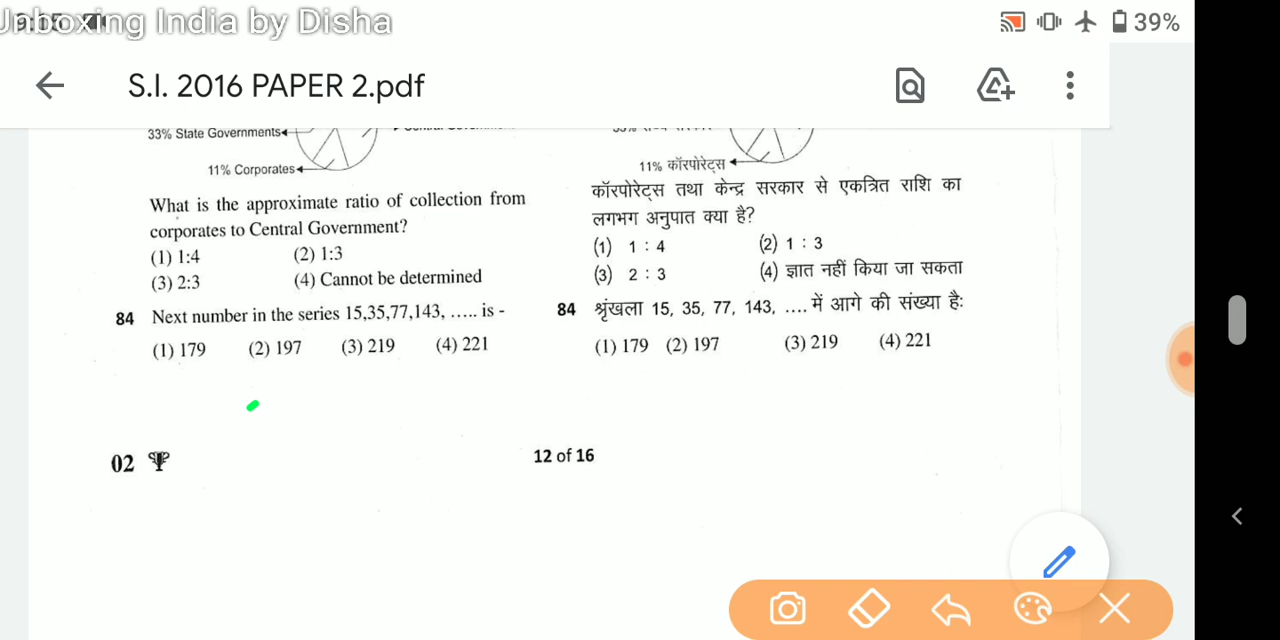 Unboxing India by Disha
39%
S.I. 2016 PAPER 2.pdf
33% State Governments
11% Corporates
What is the approximate ratio of collection from
corporates to Central Government?
(1) 1:4 (2) 1:3
(3) 2:3 (4) Cannot be determined
84 Next number in the series 15,35,77,143, ..... is -
(1) 179 (2) 197 (3) 219 (4) 221
11% कॉरपोरेट्स
कॉरपोरेट्स तथा केन्द्र सरकार से एकत्रित राशि का
लगभग अनुपात क्या है?
(1) 1 : 4 (2) 1 : 3
(3) 2 : 3 (4) ज्ञात नहीं किया जा सकता
84 श्रृंखला 15, 35, 77, 143, .... में आगे की संख्या है:
(1) 179 (2) 197 (3) 219 (4) 221
02
12 of 16